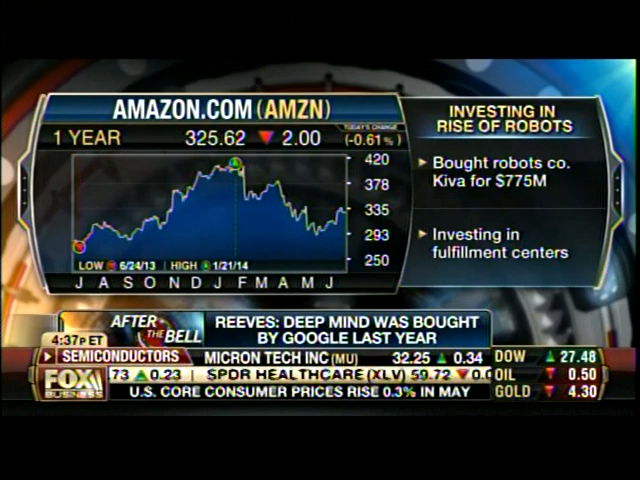 AMAZON.COM (AMZN)
1 YEAR 325.62 ▼ 2.00 TODAY'S CHANGE (-0.61%)
420
378
335
293
250
LOW 6/24/13 | HIGH 1/21/14
J A S O N D J F M A M J
INVESTING IN
RISE OF ROBOTS
Bought robots co.
Kiva for $775M
Investing in
fulfillment centers
AFTER
THE BELL
REEVES: DEEP MIND WAS BOUGHT
BY GOOGLE LAST YEAR
4:37P ET
SEMICONDUCTORS MICRON TECH INC (MU) 32.25 ▲ 0.34
73 ▲ 0.23 | SPDR HEALTHCARE (XLV) 59.72 ▼
U.S. CORE CONSUMER PRICES RISE 0.3% IN MAY
DOW ▲ 27.48
OIL ▼ 0.50
GOLD ▼ 4.30
FOX
BUSINESS